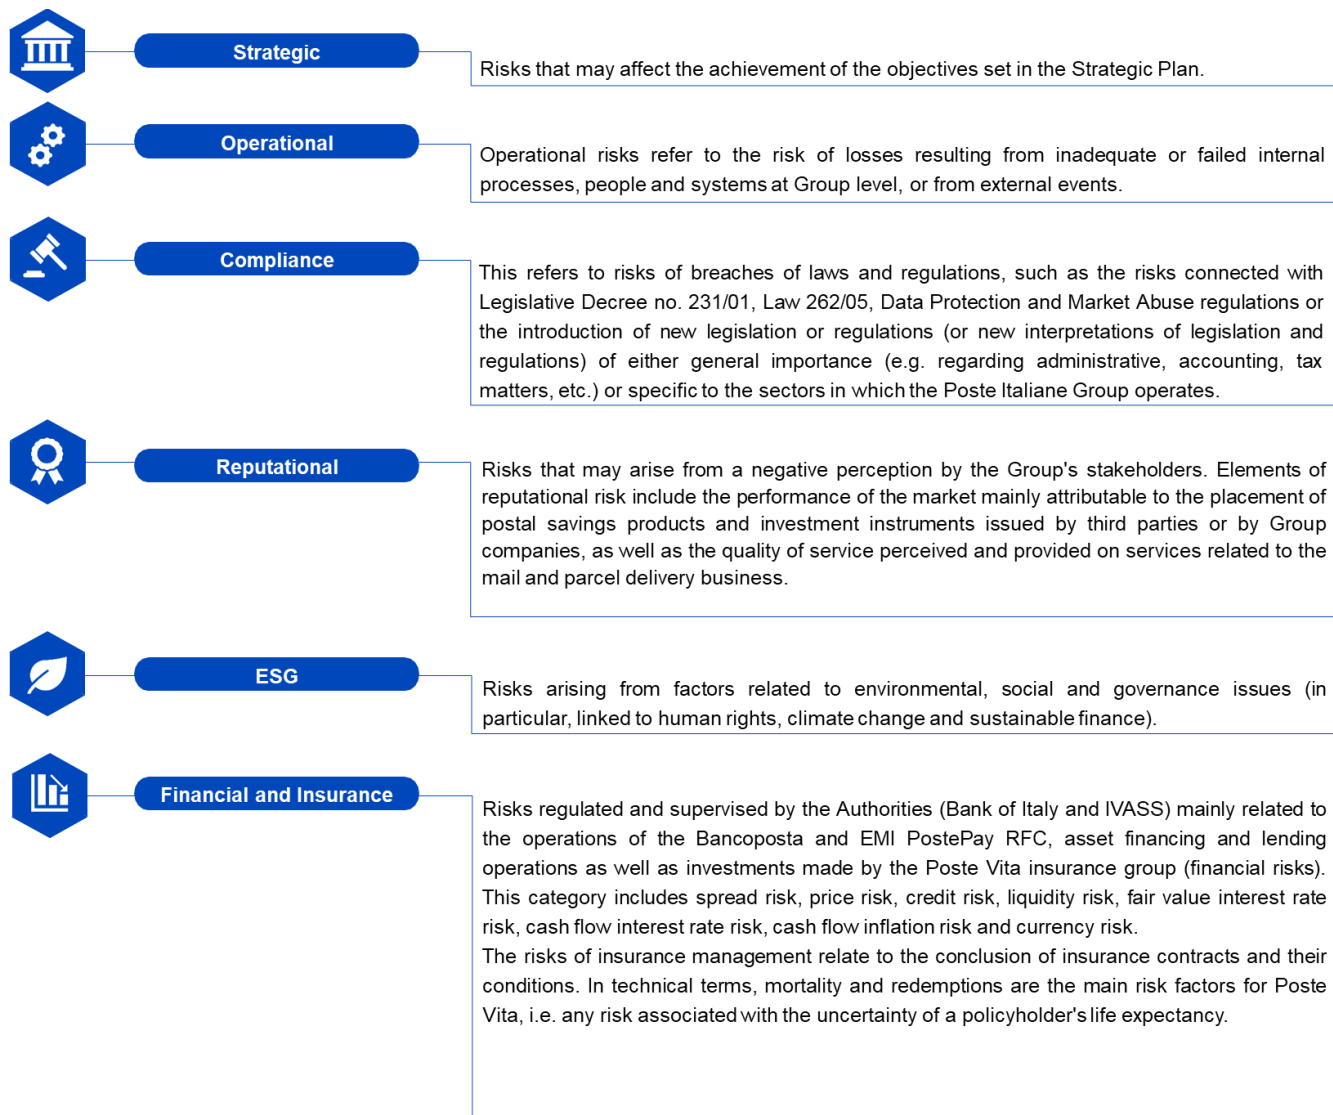 Strategic
Risks that may affect the achievement of the objectives set in the Strategic Plan.
Operational
Operational risks refer to the risk of losses resulting from inadequate or failed internal
processes, people and systems at Group level, or from external events.
Compliance
This refers to risks of breaches of laws and regulations, such as the risks connected with
Legislative Decree no. 231/01, Law 262/05, Data Protection and Market Abuse regulations or
the introduction of new legislation or regulations (or new interpretations of legislation and
regulations) of either general importance (e.g. regarding administrative, accounting, tax
matters, etc.) or specific to the sectors in which the Poste Italiane Group operates.
Reputational
Risks that may arise from a negative perception by the Group's stakeholders. Elements of
reputational risk include the performance of the market mainly attributable to the placement of
postal savings products and investment instruments issued by third parties or by Group
companies, as well as the quality of service perceived and provided on services related to the
mail and parcel delivery business.
ESG
Risks arising from factors related to environmental, social and governance issues (in
particular, linked to human rights, climate change and sustainable finance).
Financial and Insurance
Risks regulated and supervised by the Authorities (Bank of Italy and IVASS) mainly related to
the operations of the Bancoposta and EMI PostePay RFC, asset financing and lending
operations as well as investments made by the Poste Vita insurance group (financial risks).
This category includes spread risk, price risk, credit risk, liquidity risk, fair value interest rate
risk, cash flow interest rate risk, cash flow inflation risk and currency risk.
The risks of insurance management relate to the conclusion of insurance contracts and their
conditions. In technical terms, mortality and redemptions are the main risk factors for Poste
Vita, i.e. any risk associated with the uncertainty of a policyholder's life expectancy.